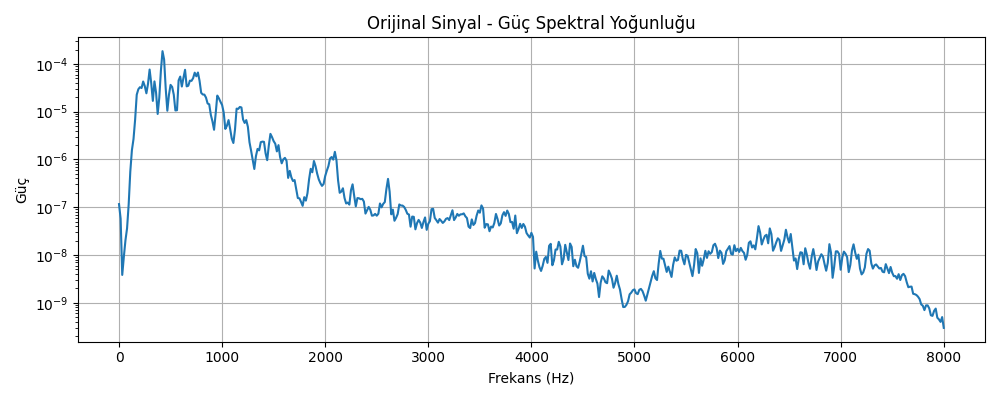 Orijinal Sinyal - Güç Spektral Yoğunluğu
Güç
10⁻⁴
10⁻⁵
10⁻⁶
10⁻⁷
10⁻⁸
10⁻⁹
0 1000 2000 3000 4000 5000 6000 7000 8000
Frekans (Hz)